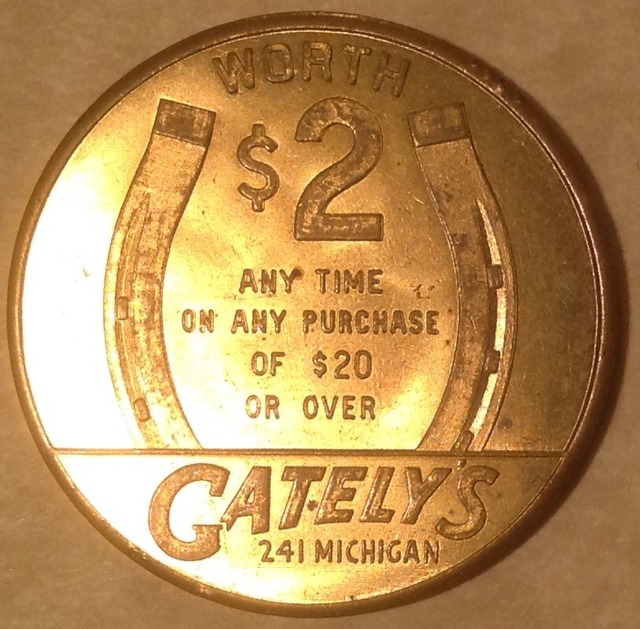 WORTH
$2
ANY TIME
ON ANY PURCHASE
OF $20
OR OVER
GATELY'S
241 MICHIGAN